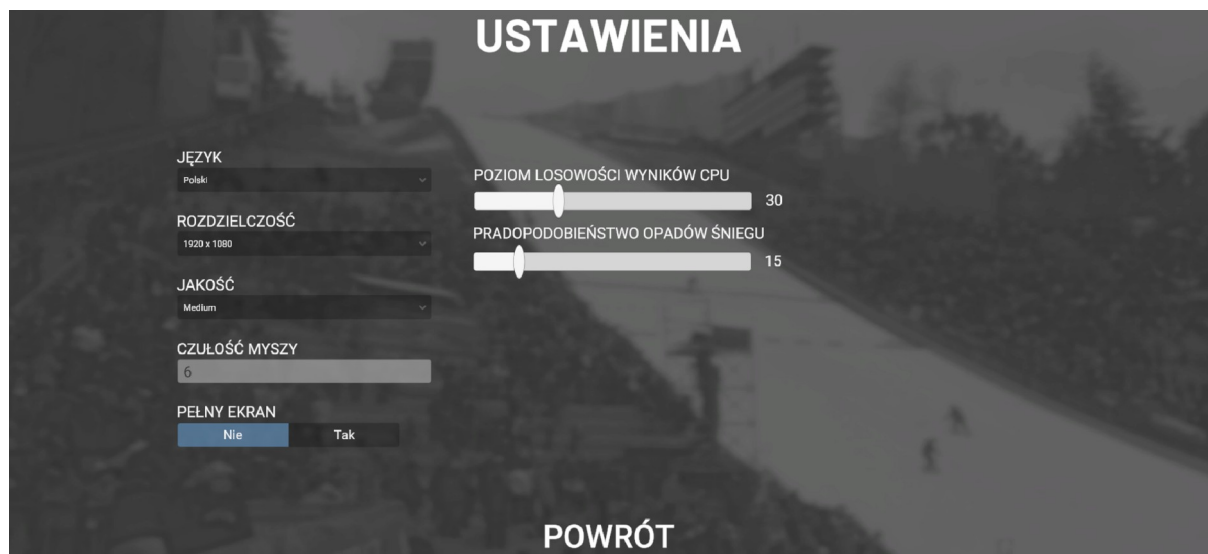 USTAWIENIA
JĘZYK
Polski
ROZDZIELCZOŚĆ
1920 x 1080
JAKOŚĆ
Medium
CZUŁOŚĆ MYSZY
6
PEŁNY EKRAN
Nie Tak
POZIOM LOSOWOŚCI WYNIKÓW CPU
30
PRADOPODOBIEŃSTWO OPADÓW ŚNIEGU
15
POWRÓT